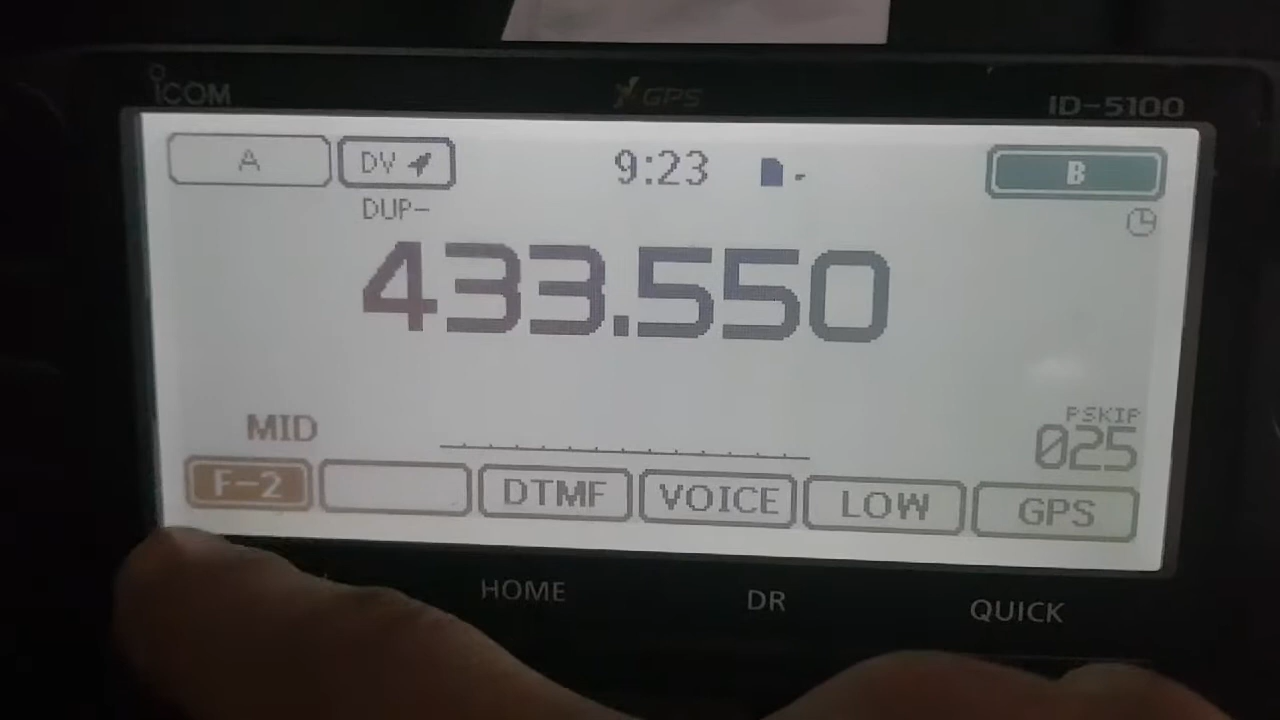 ICOM
GPS
ID-5100
A
DV
9:23
-
B
DUP-
433.550
MID
PSKIP
025
F-2
DTMF
VOICE
LOW
GPS
HOME
DR
QUICK